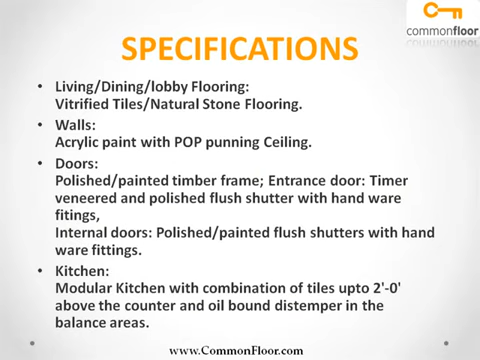 commonfloor
SPECIFICATIONS
• Living/Dining/lobby Flooring:
Vitrified Tiles/Natural Stone Flooring.
• Walls:
Acrylic paint with POP punning Ceiling.
• Doors:
Polished/painted timber frame; Entrance door: Timer
veneered and polished flush shutter with hand ware
fitings,
Internal doors: Polished/painted flush shutters with hand
ware fittings.
• Kitchen:
Modular Kitchen with combination of tiles upto 2'-0'
above the counter and oil bound distemper in the
balance areas.
www.CommonFloor.com